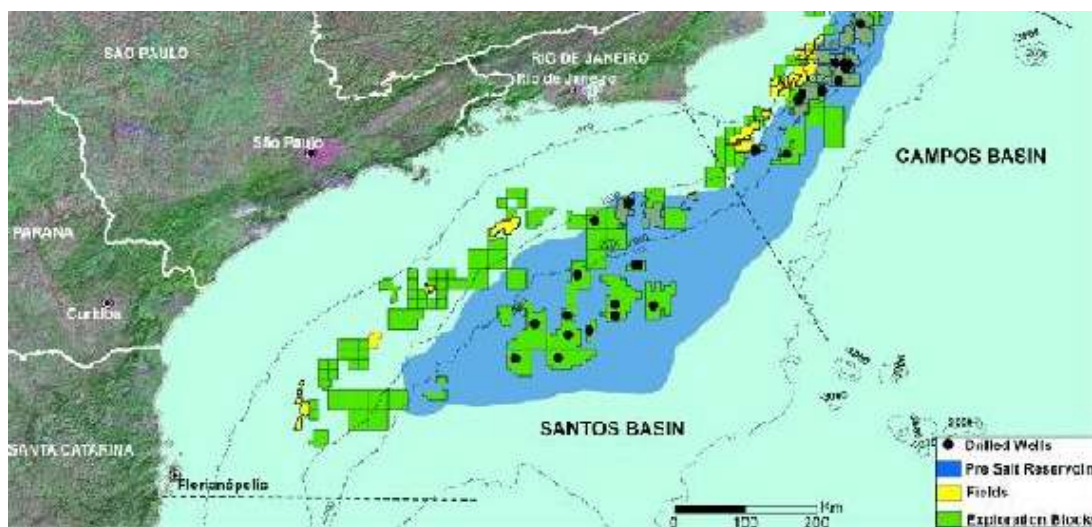 SAO PAULO
RIO DE JANEIRO
Rio de Janeiro
São Paulo
CAMPOS BASIN
PARANA
Curitiba
SANTOS BASIN
SANTA CATARINA
Florianópolis
Drilled Wells
Pre Salt Reservoir
Fields
Exploration Block
Km
0 100 200